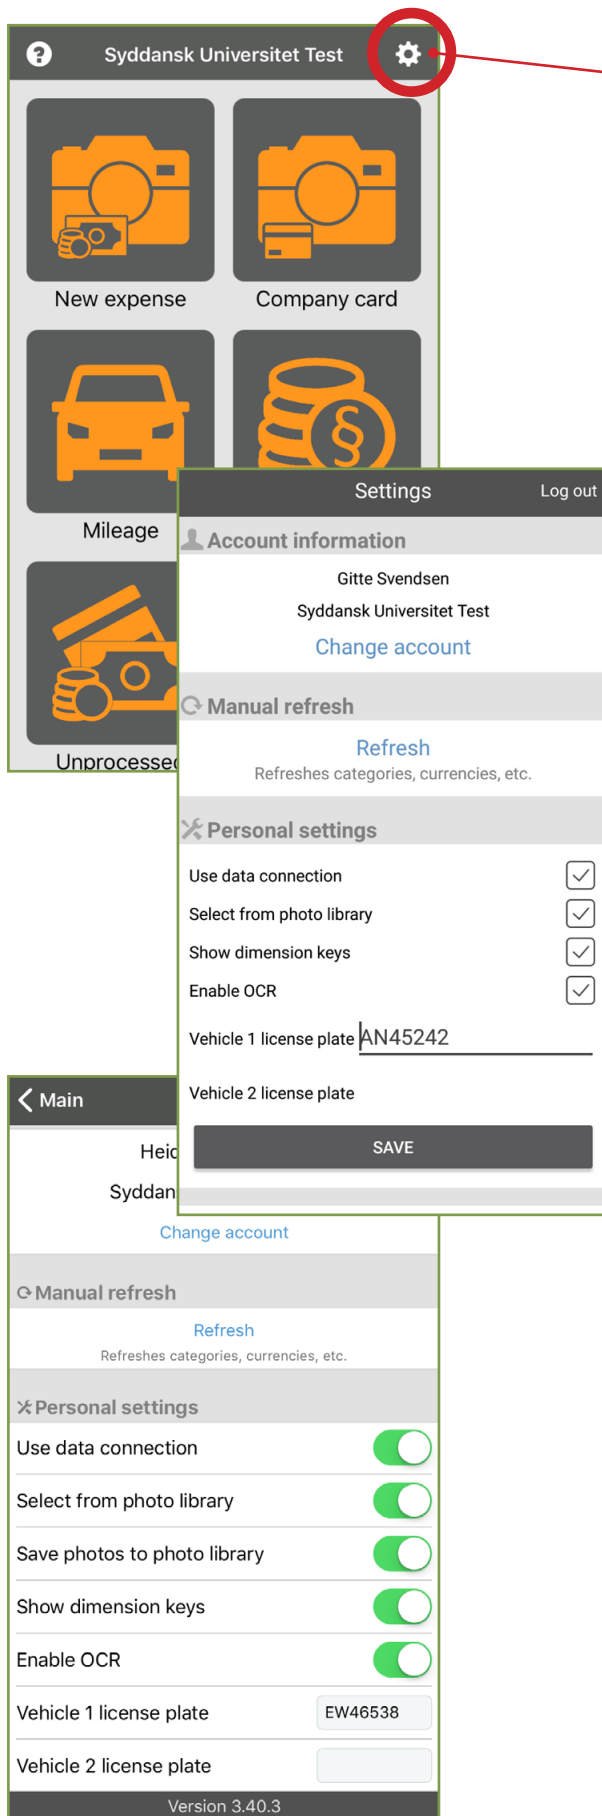 Syddansk Universitet Test
New expense
Company card
Mileage
§
Settings
Log out
Account information
Gitte Svendsen
Syddansk Universitet Test
Change account
Manual refresh
Refresh
Refreshes categories, currencies, etc.
Personal settings
Use data connection
Select from photo library
Show dimension keys
Enable OCR
Vehicle 1 license plate AN45242
Vehicle 2 license plate
SAVE
Main
Change account
Manual refresh
Refresh
Refreshes categories, currencies, etc.
Personal settings
Use data connection
Select from photo library
Save photos to photo library
Show dimension keys
Enable OCR
Vehicle 1 license plate EW46538
Vehicle 2 license plate
Version 3.40.3